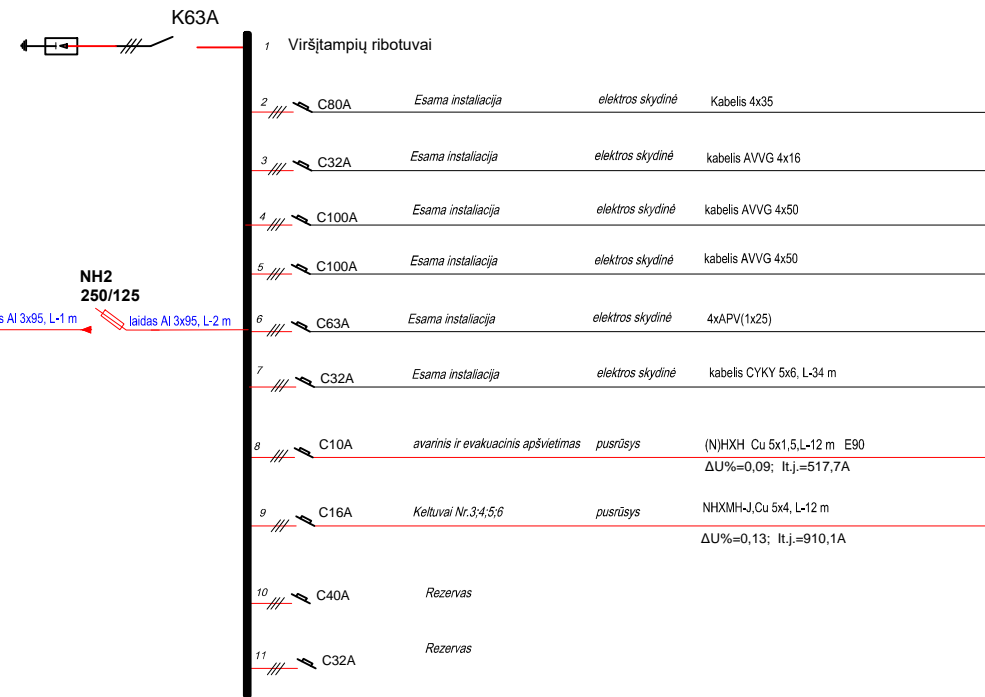 K63A
1 Viršįtampių ribotuvai
2 C80A Esama instaliacija elektros skydinė Kabelis 4x35
3 C32A Esama instaliacija elektros skydinė kabelis AVVG 4x16
4 C100A Esama instaliacija elektros skydinė kabelis AVVG 4x50
5 C100A Esama instaliacija elektros skydinė kabelis AVVG 4x50
NH2
250/125
s Al 3x95, L-1 m laidas Al 3x95, L-2 m
6 C63A Esama instaliacija elektros skydinė 4xAPV(1x25)
7 C32A Esama instaliacija elektros skydinė kabelis CYKY 5x6, L-34 m
8 C10A avarinis ir evakuacinis apšvietimas pusrūsys (N)HXH Cu 5x1,5,L-12 m E90
ΔU%=0,09; It.j.=517,7A
9 C16A Keltuvai Nr.3;4;5;6 pusrūsys NHXMH-J,Cu 5x4, L-12 m
ΔU%=0,13; It.j.=910,1A
10 C40A Rezervas
11 C32A Rezervas